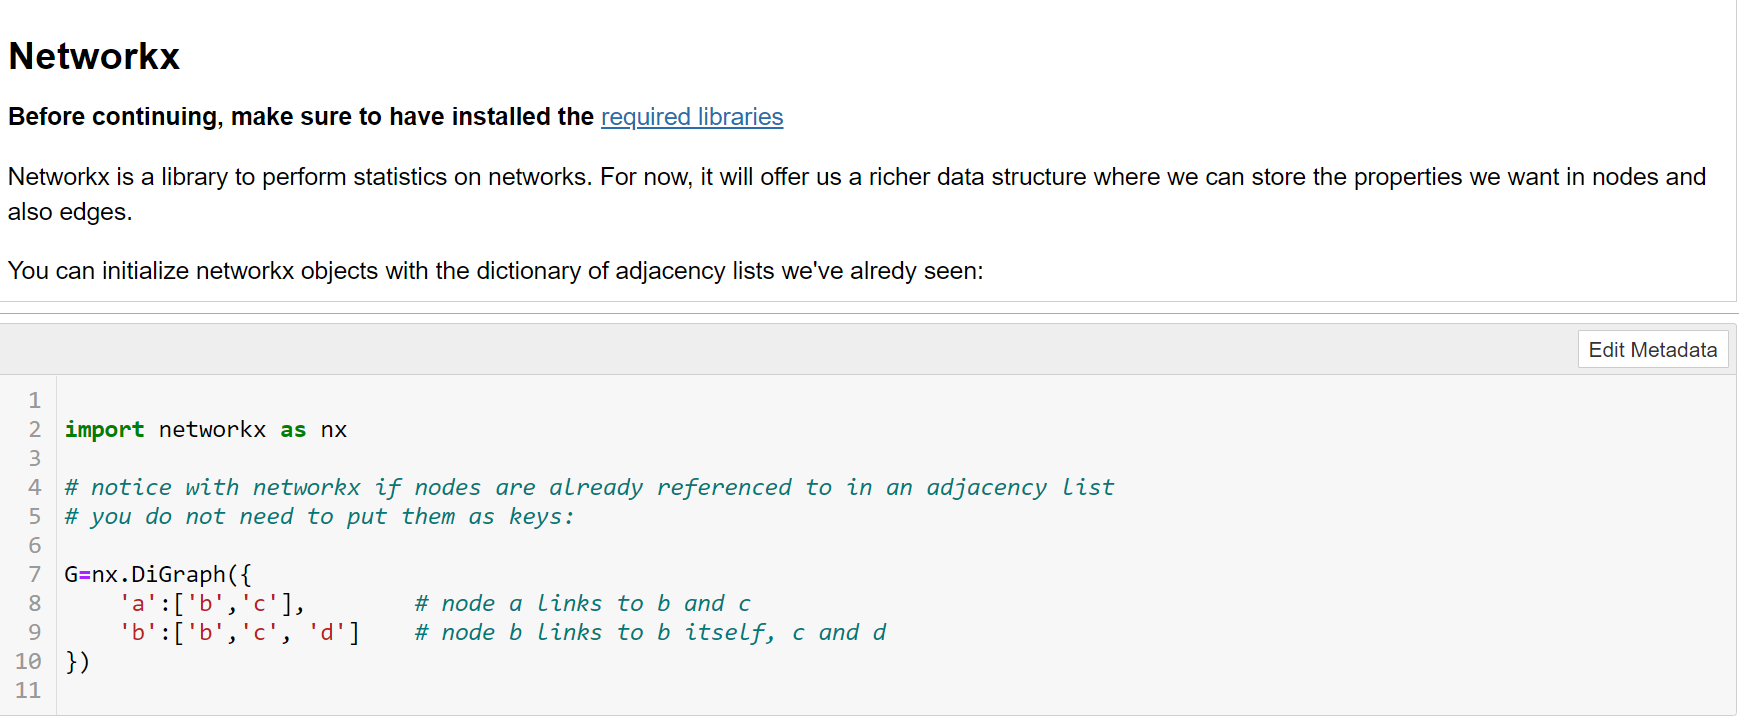 Networkx
Before continuing, make sure to have installed the required libraries
Networkx is a library to perform statistics on networks. For now, it will offer us a richer data structure where we can store the properties we want in nodes and
also edges.
You can initialize networkx objects with the dictionary of adjacency lists we've alredy seen:
Edit Metadata
1
2 import networkx as nx
3
4 # notice with networkx if nodes are already referenced to in an adjacency list
5 # you do not need to put them as keys:
6
7 G=nx.DiGraph({
8     'a':['b','c'],        # node a links to b and c
9     'b':['b','c', 'd']    # node b links to b itself, c and d
10 })
11